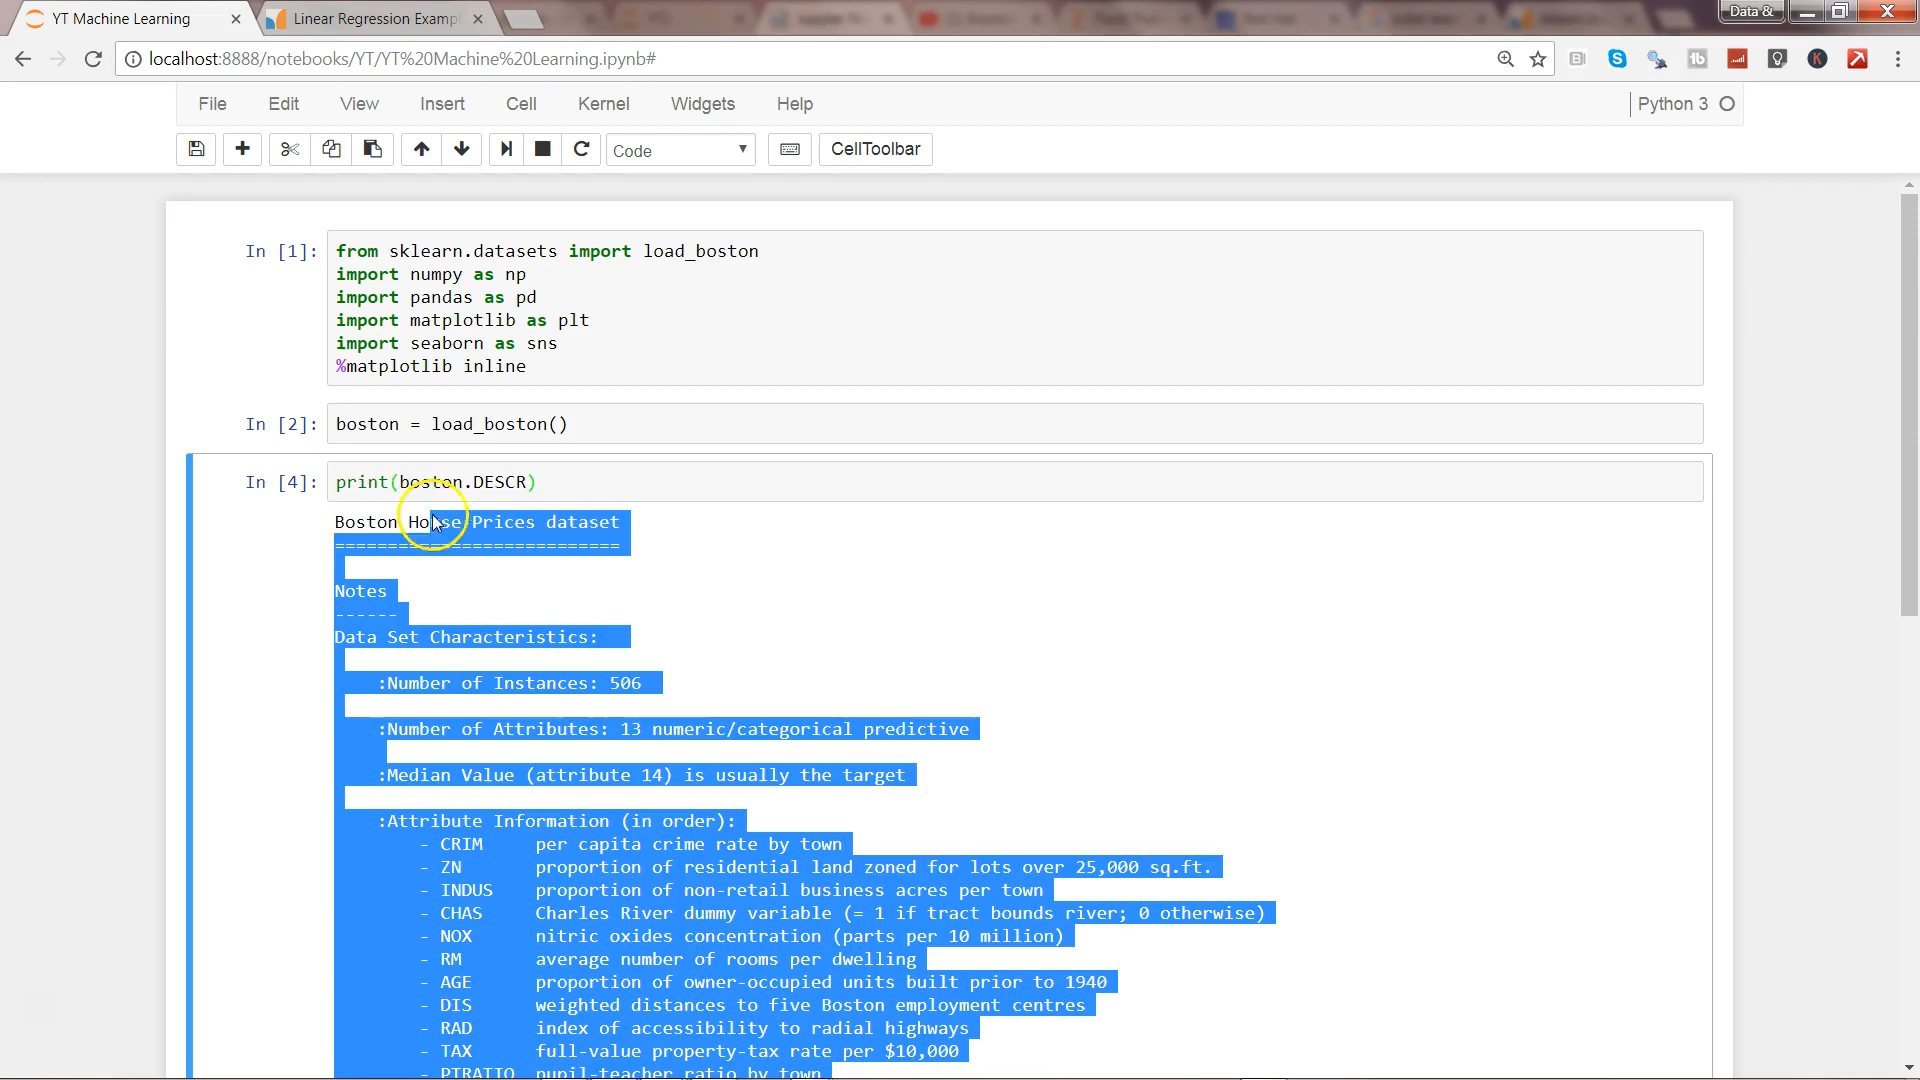 YT Machine Learning
Linear Regression Examp
Data &
localhost:8888/notebooks/YT/YT%20Machine%20Learning.ipynb#
File Edit View Insert Cell Kernel Widgets Help
Python 3
Code
CellToolbar
In [1]: from sklearn.datasets import load_boston
import numpy as np
import pandas as pd
import matplotlib as plt
import seaborn as sns
%matplotlib inline
In [2]: boston = load_boston()
In [4]: print(boston.DESCR)
Boston House Prices dataset
===========================
Notes
------
Data Set Characteristics:
:Number of Instances: 506
:Number of Attributes: 13 numeric/categorical predictive
:Median Value (attribute 14) is usually the target
:Attribute Information (in order):
- CRIM per capita crime rate by town
- ZN proportion of residential land zoned for lots over 25,000 sq.ft.
- INDUS proportion of non-retail business acres per town
- CHAS Charles River dummy variable (= 1 if tract bounds river; 0 otherwise)
- NOX nitric oxides concentration (parts per 10 million)
- RM average number of rooms per dwelling
- AGE proportion of owner-occupied units built prior to 1940
- DIS weighted distances to five Boston employment centres
- RAD index of accessibility to radial highways
- TAX full-value property-tax rate per $10,000
- PTRATIO pupil-teacher ratio by town